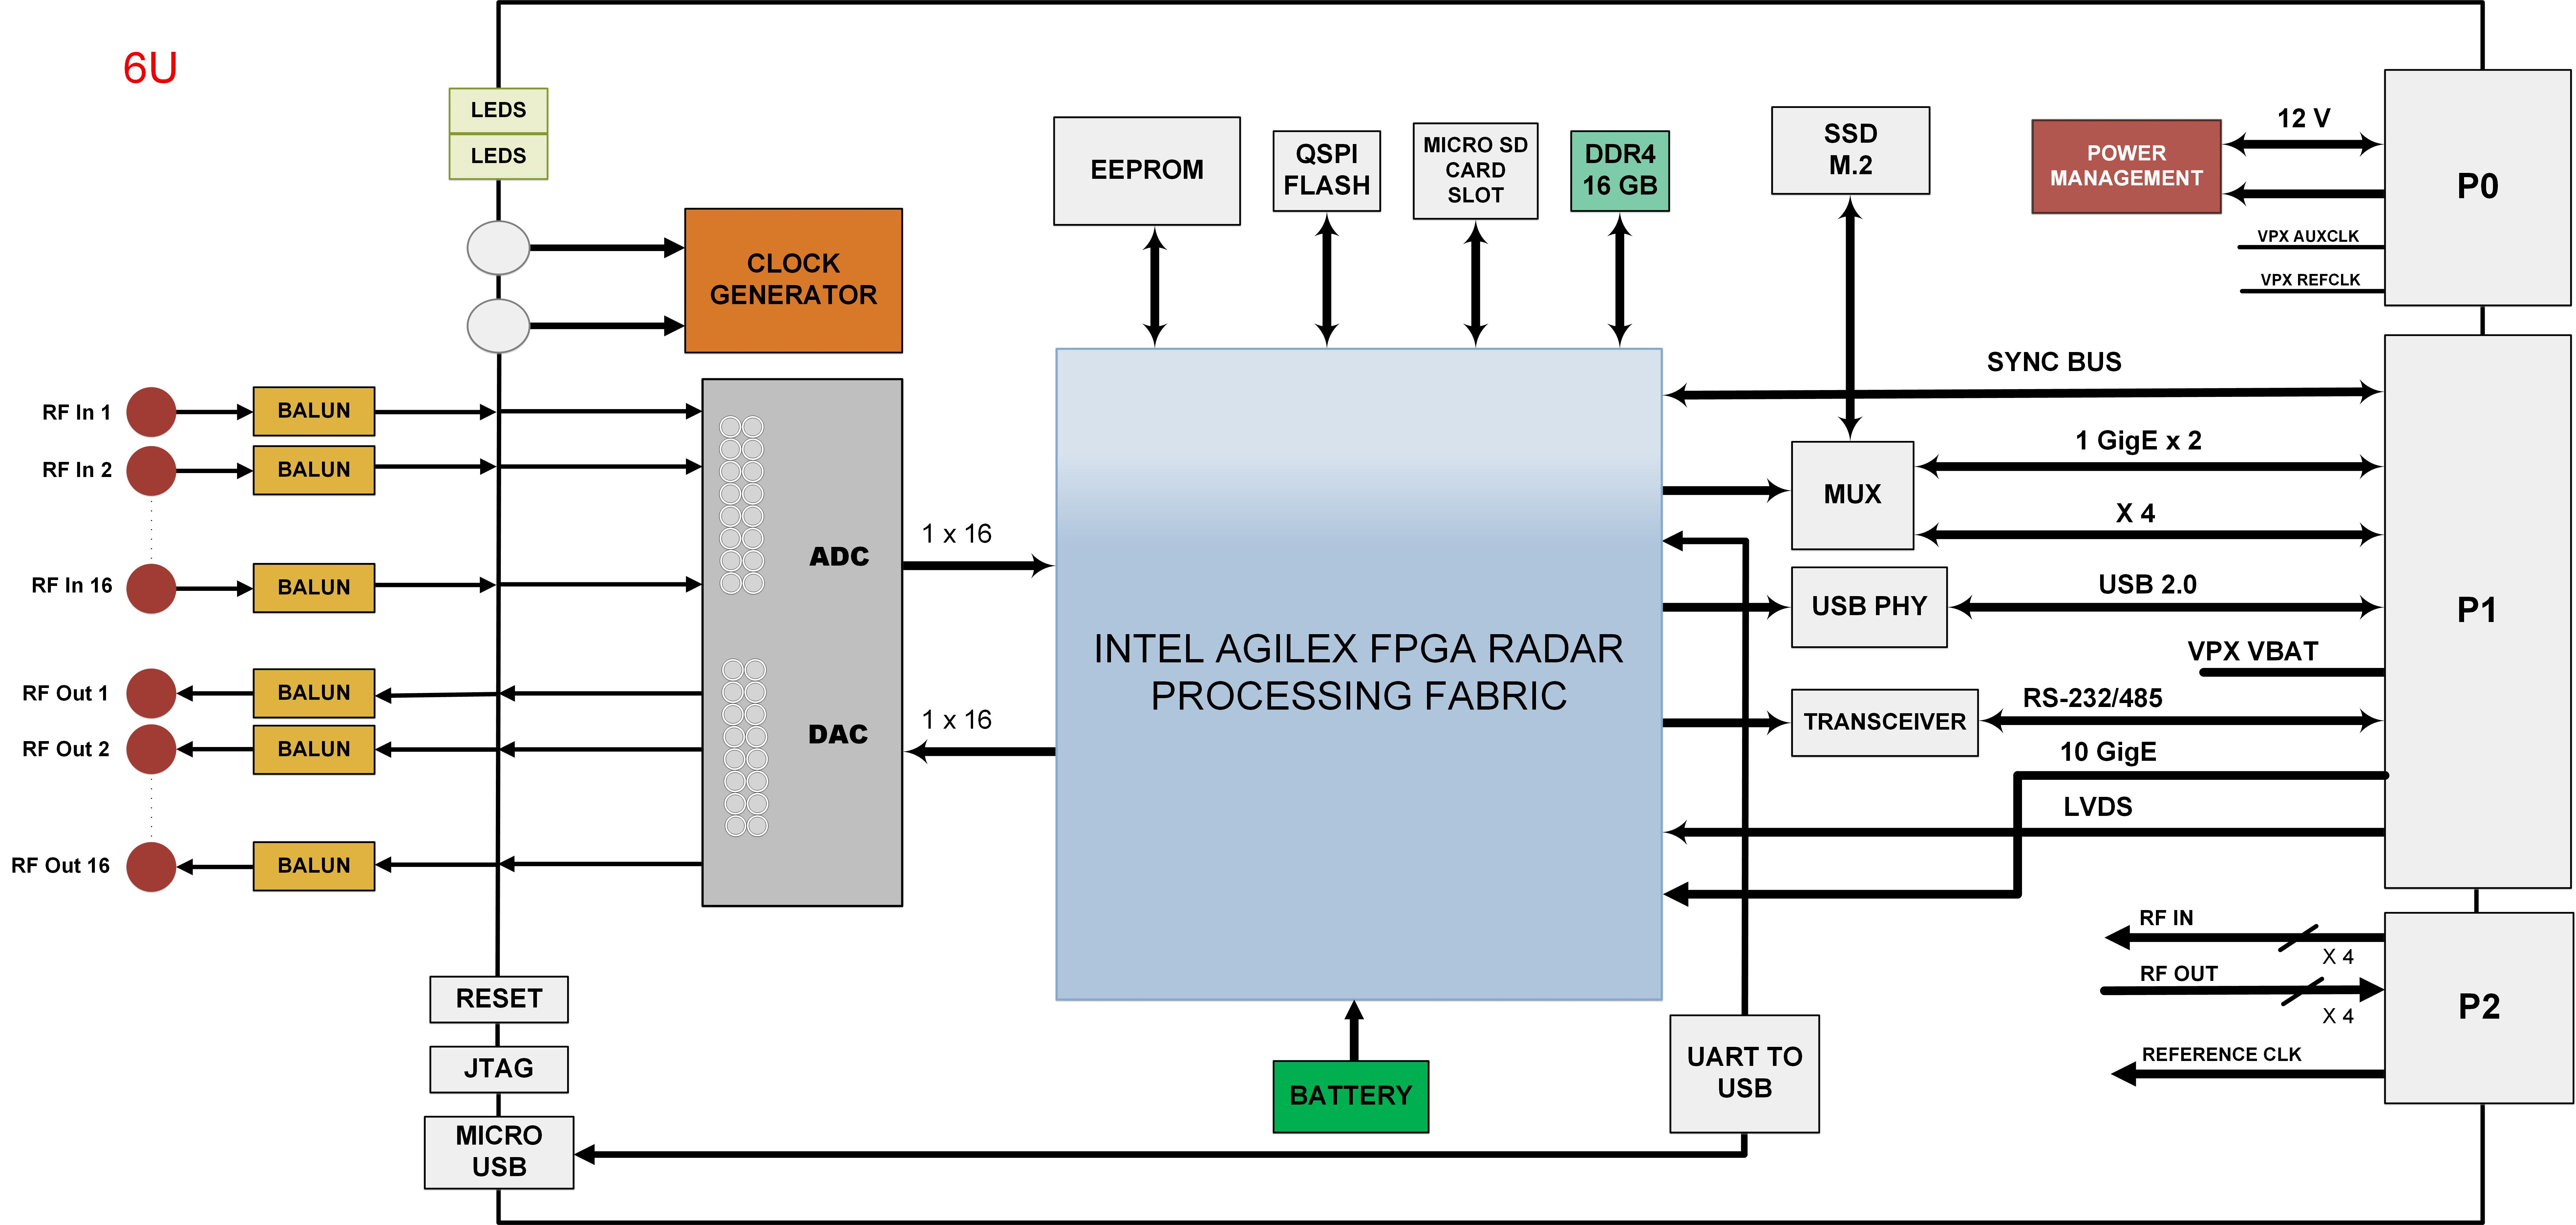 6U
LEDS
LEDS
CLOCK
GENERATOR
EEPROM
QSPI
FLASH
MICRO SD
CARD
SLOT
DDR4
16 GB
SSD
M.2
POWER
MANAGEMENT
12 V
VPX AUXCLK
VPX REFCLK
P0
RF In 1
BALUN
RF In 2
BALUN
RF In 16
BALUN
RF Out 1
BALUN
RF Out 2
BALUN
RF Out 16
BALUN
ADC
DAC
1 x 16
1 x 16
INTEL AGILEX FPGA RADAR
PROCESSING FABRIC
SYNC BUS
MUX
1 GigE x 2
X 4
USB PHY
USB 2.0
VPX VBAT
TRANSCEIVER
RS-232/485
10 GigE
LVDS
P1
RF IN
X 4
RF OUT
X 4
REFERENCE CLK
P2
RESET
JTAG
MICRO
USB
BATTERY
UART TO
USB